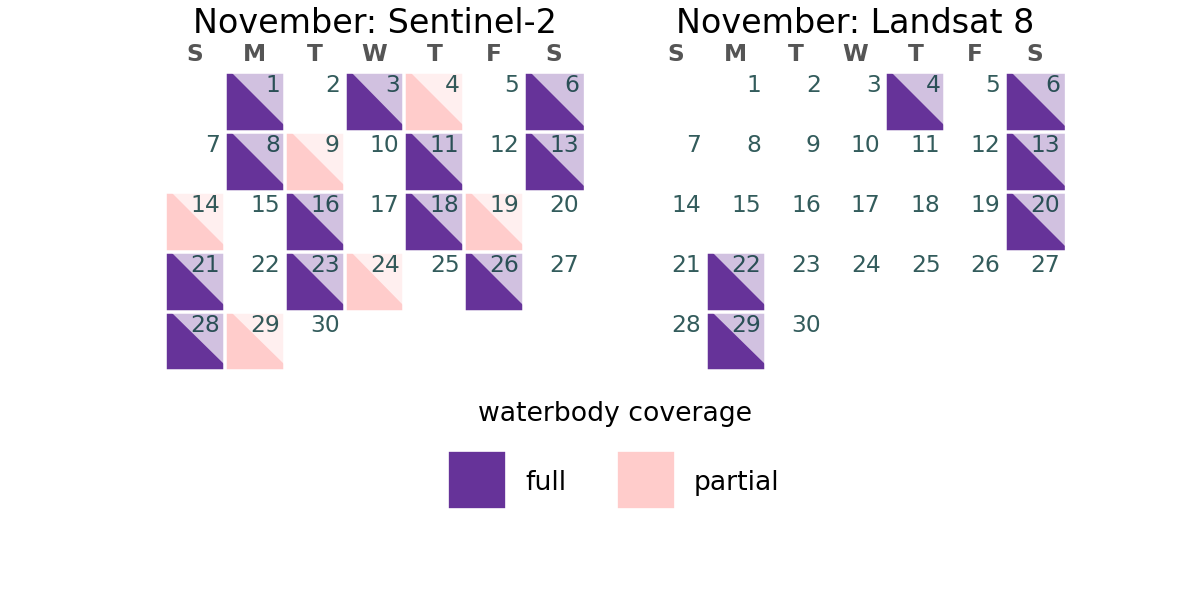 November: Sentinel-2
S M T W T F S
1 2 3 4 5 6
7 8 9 10 11 12 13
14 15 16 17 18 19 20
21 22 23 24 25 26 27
28 29 30
November: Landsat 8
S M T W T F S
1 2 3 4 5 6
7 8 9 10 11 12 13
14 15 16 17 18 19 20
21 22 23 24 25 26 27
28 29 30
waterbody coverage
full partial